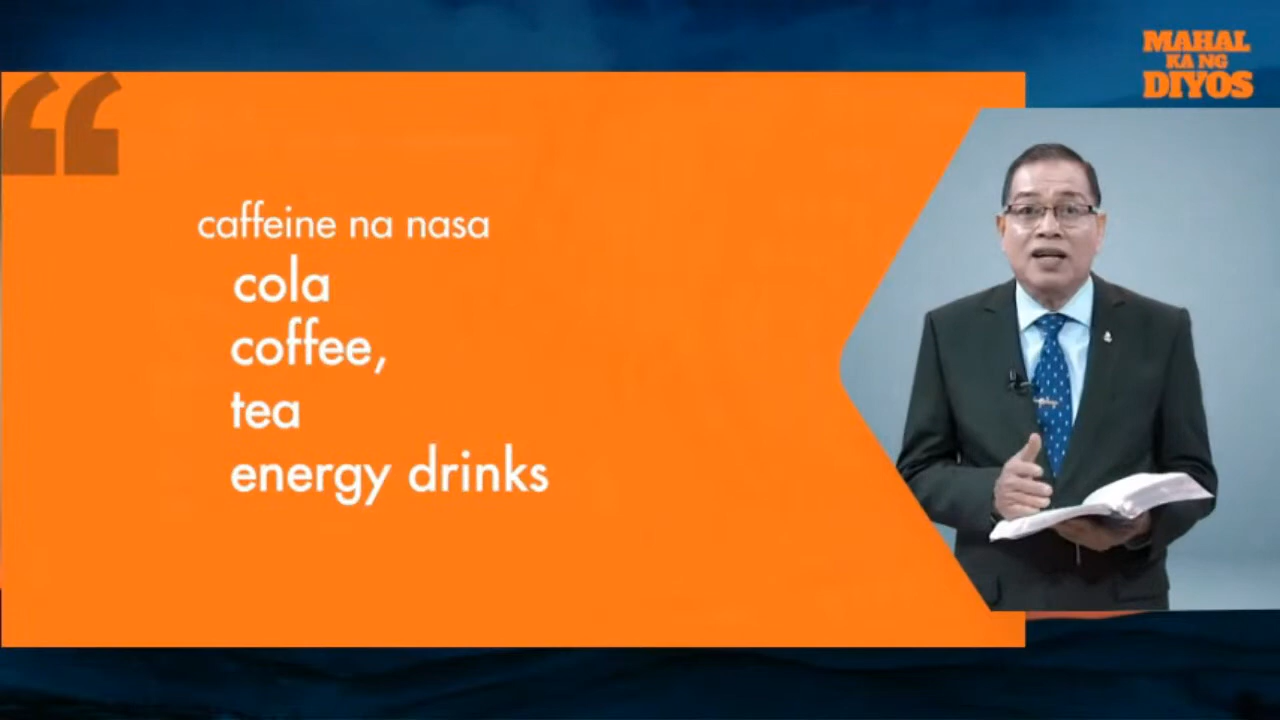 MAHAL
KA NG
DIYOS
“
caffeine na nasa
cola
coffee,
tea
energy drinks